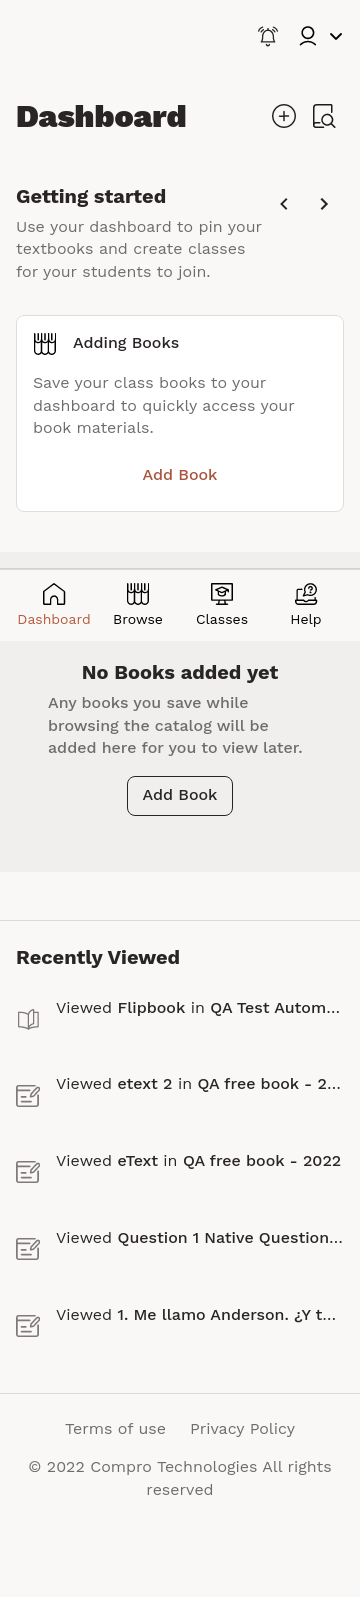 Dashboard
Getting started
Use your dashboard to pin your
textbooks and create classes
for your students to join.
Adding Books
Save your class books to your
dashboard to quickly access your
book materials.
Add Book
Dashboard Browse Classes Help
No Books added yet
Any books you save while
browsing the catalog will be
added here for you to view later.
Add Book
Recently Viewed
Viewed Flipbook in QA Test Autom...
Viewed etext 2 in QA free book - 2...
Viewed eText in QA free book - 2022
Viewed Question 1 Native Question...
Viewed 1. Me llamo Anderson. ¿Y t...
Terms of use Privacy Policy
© 2022 Compro Technologies All rights
reserved